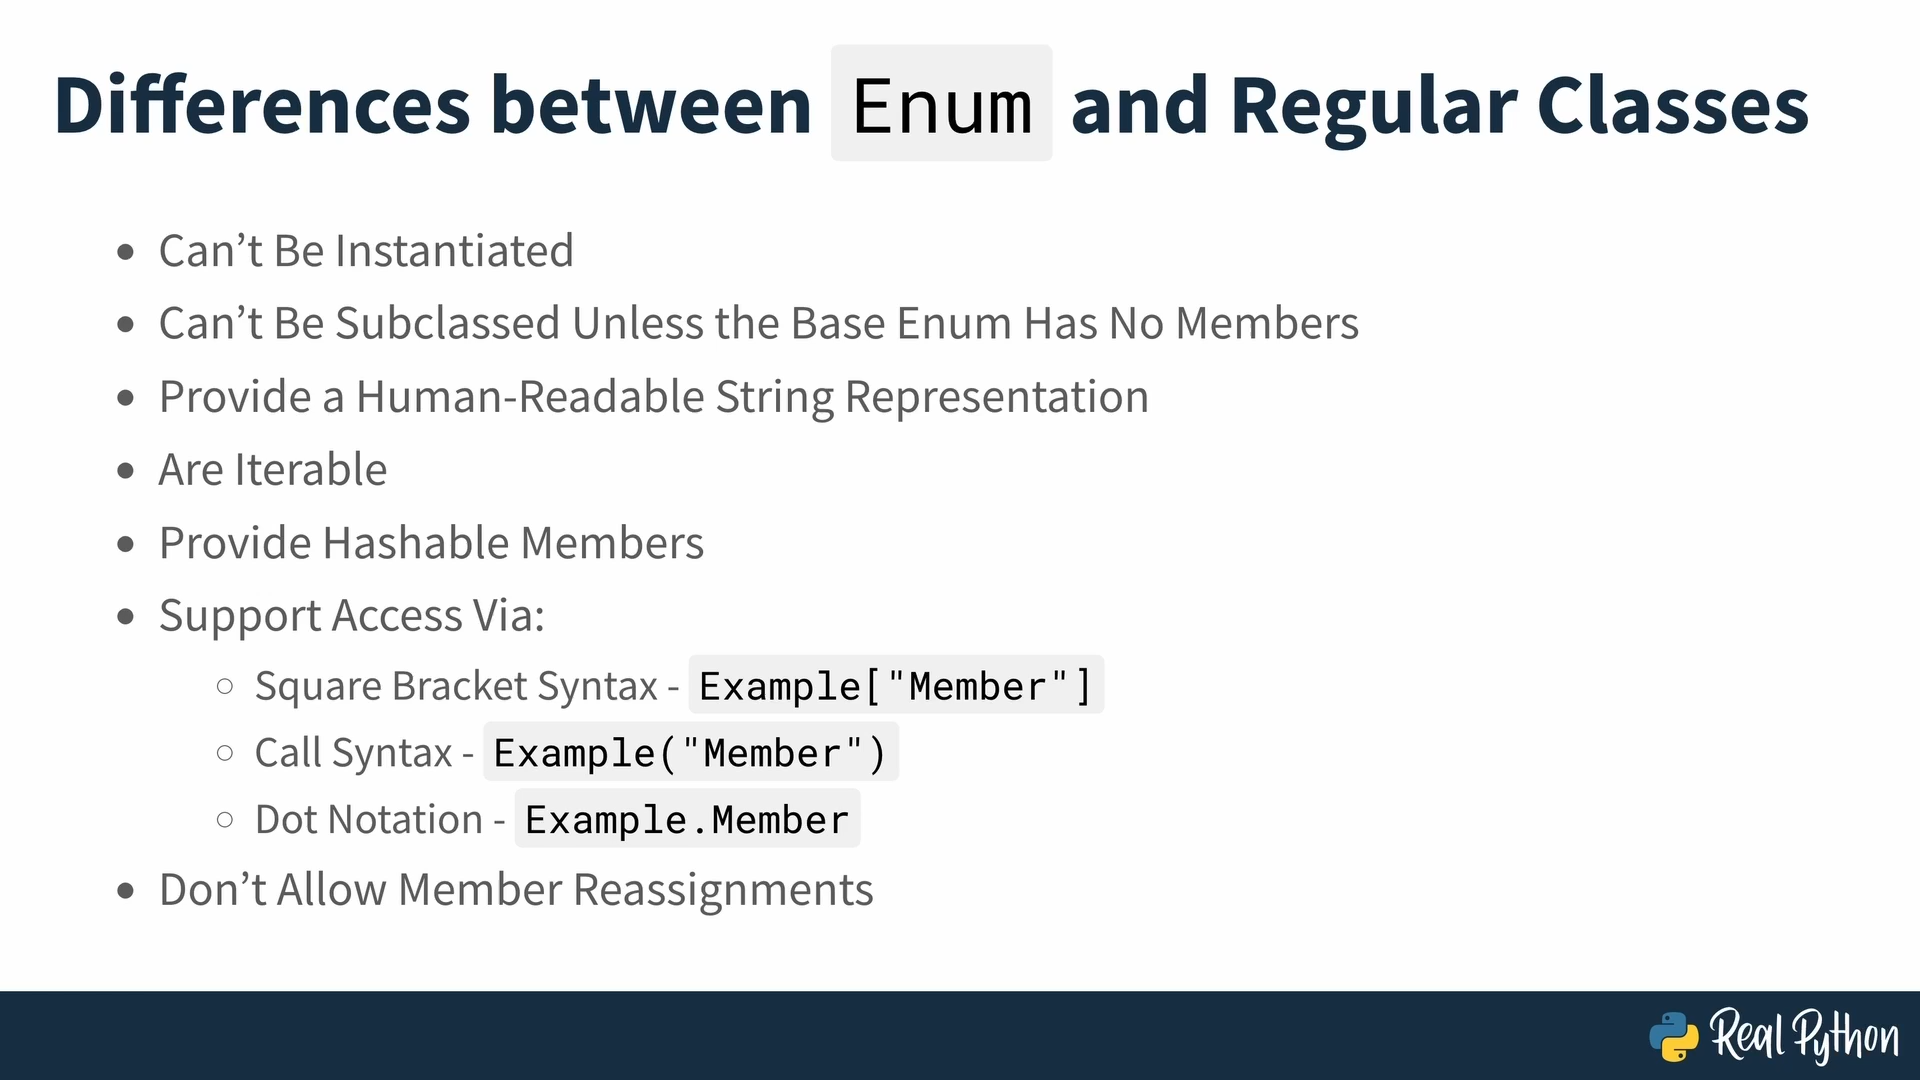 Differences between Enum and Regular Classes
• Can’t Be Instantiated
• Can’t Be Subclassed Unless the Base Enum Has No Members
• Provide a Human-Readable String Representation
• Are Iterable
• Provide Hashable Members
• Support Access Via:
○ Square Bracket Syntax - Example["Member"]
○ Call Syntax - Example("Member")
○ Dot Notation - Example.Member
• Don’t Allow Member Reassignments
Real Python